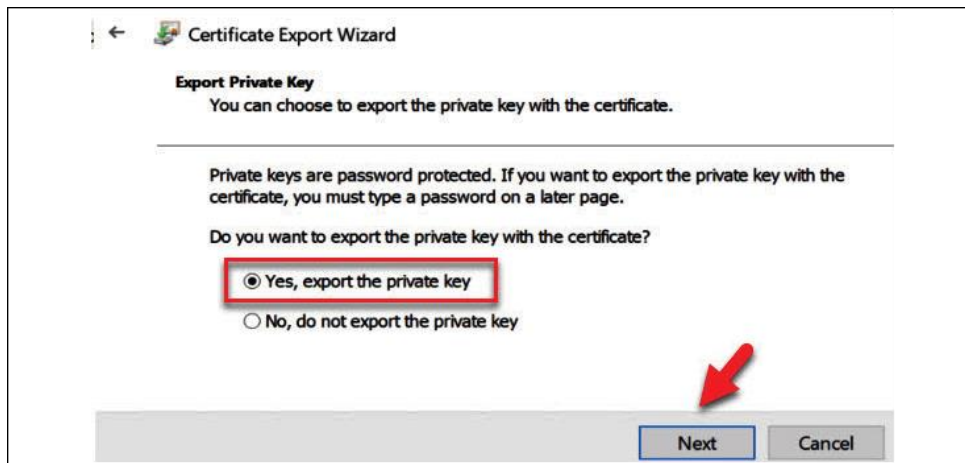 Certificate Export Wizard
Export Private Key
You can choose to export the private key with the certificate.
Private keys are password protected. If you want to export the private key with the
certificate, you must type a password on a later page.
Do you want to export the private key with the certificate?
Yes, export the private key
No, do not export the private key
Next
Cancel